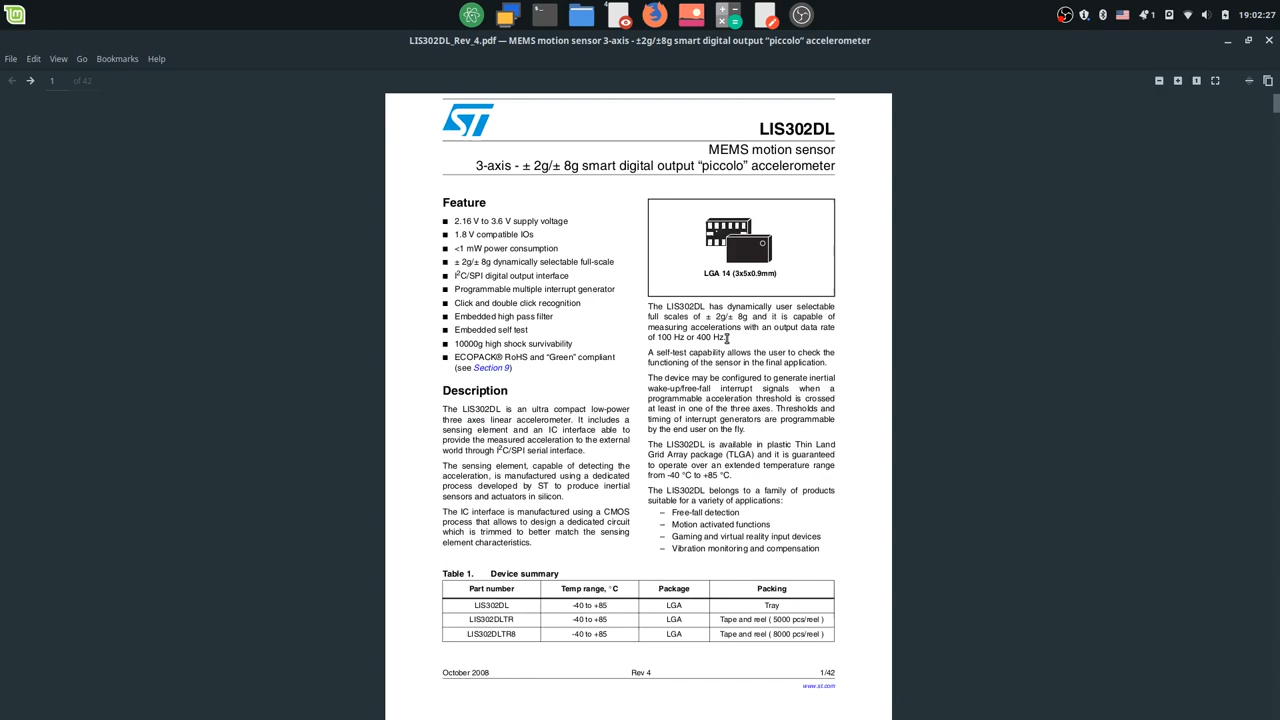 4
1
19:02:27
LIS302DL_Rev_4.pdf — MEMS motion sensor 3-axis - ±2g/±8g smart digital output “piccolo” accelerometer
File Edit View Go Bookmarks Help
1 of 42
ST
LIS302DL
MEMS motion sensor
3-axis - ± 2g/± 8g smart digital output “piccolo” accelerometer
Feature
■ 2.16 V to 3.6 V supply voltage
■ 1.8 V compatible IOs
■ <1 mW power consumption
■ ± 2g/± 8g dynamically selectable full-scale
■ I2C/SPI digital output interface
■ Programmable multiple interrupt generator
■ Click and double click recognition
■ Embedded high pass filter
■ Embedded self test
■ 10000g high shock survivability
■ ECOPACK® RoHS and “Green” compliant
(see Section 9)
Description
The LIS302DL is an ultra compact low-power
three axes linear accelerometer. It includes a
sensing element and an IC interface able to
provide the measured acceleration to the external
world through I2C/SPI serial interface.
The sensing element, capable of detecting the
acceleration, is manufactured using a dedicated
process developed by ST to produce inertial
sensors and actuators in silicon.
The IC interface is manufactured using a CMOS
process that allows to design a dedicated circuit
which is trimmed to better match the sensing
element characteristics.
LGA 14 (3x5x0.9mm)
The LIS302DL has dynamically user selectable
full scales of ± 2g/± 8g and it is capable of
measuring accelerations with an output data rate
of 100 Hz or 400 Hz.
A self-test capability allows the user to check the
functioning of the sensor in the final application.
The device may be configured to generate inertial
wake-up/free-fall interrupt signals when a
programmable acceleration threshold is crossed
at least in one of the three axes. Thresholds and
timing of interrupt generators are programmable
by the end user on the fly.
The LIS302DL is available in plastic Thin Land
Grid Array package (TLGA) and it is guaranteed
to operate over an extended temperature range
from -40 °C to +85 °C.
The LIS302DL belongs to a family of products
suitable for a variety of applications:
– Free-fall detection
– Motion activated functions
– Gaming and virtual reality input devices
– Vibration monitoring and compensation
Table 1. Device summary
Part number Temp range, °C Package Packing
LIS302DL -40 to +85 LGA Tray
LIS302DLTR -40 to +85 LGA Tape and reel ( 5000 pcs/reel )
LIS302DLTR8 -40 to +85 LGA Tape and reel ( 8000 pcs/reel )
October 2008 Rev 4 1/42
www.st.com